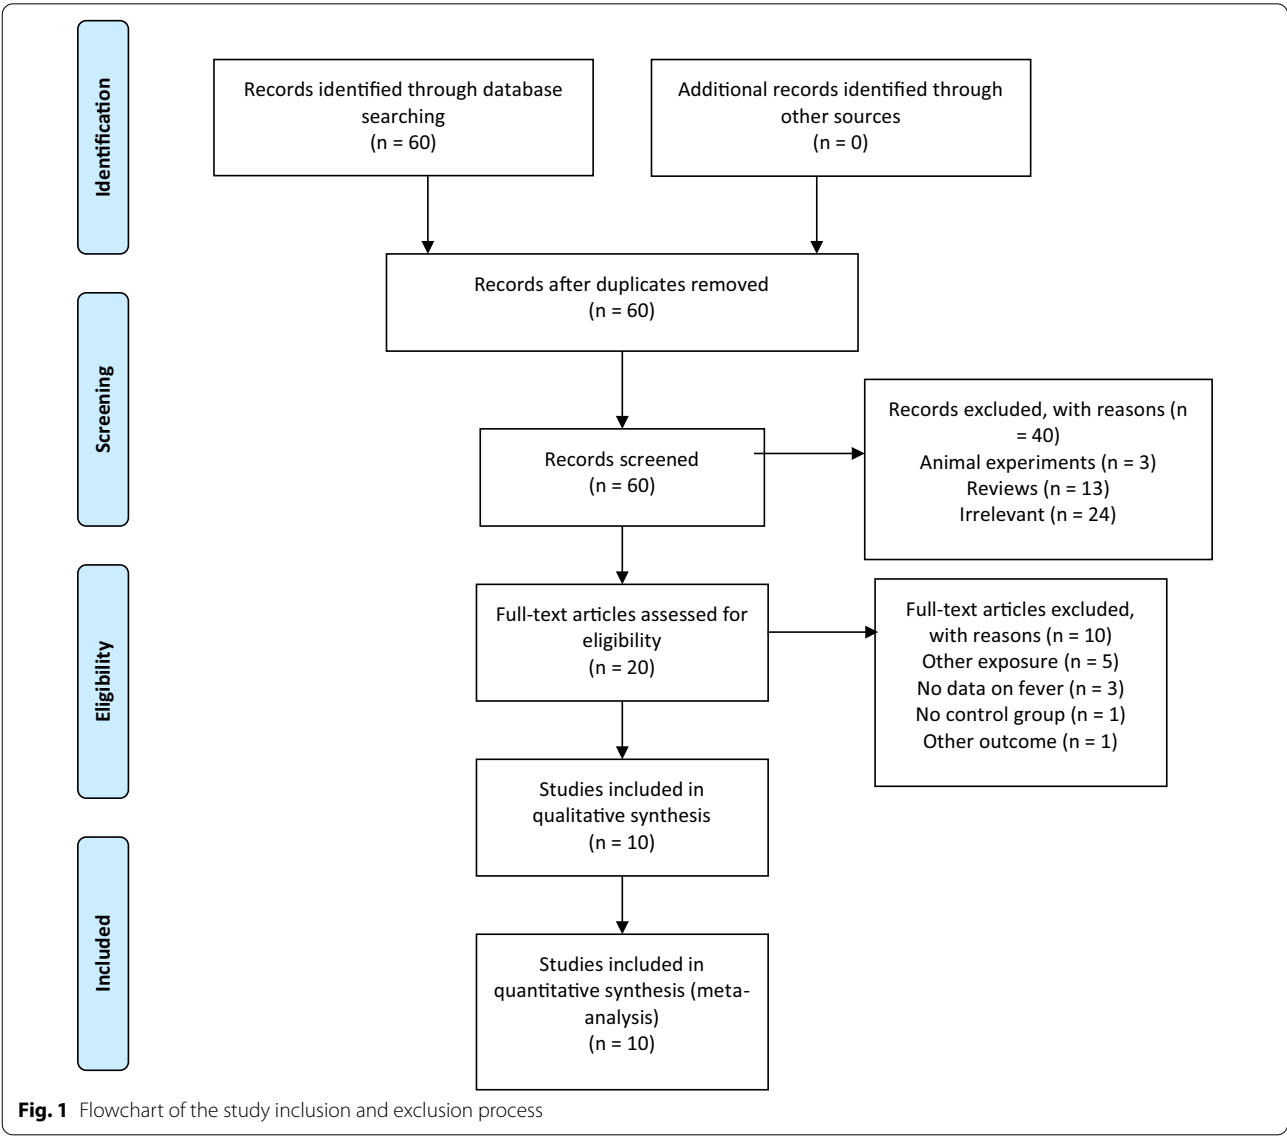 Identification
Records identified through database
searching
(n = 60)
Additional records identified through
other sources
(n = 0)
Records after duplicates removed
(n = 60)
Screening
Records screened
(n = 60)
Records excluded, with reasons (n
= 40)
Animal experiments (n = 3)
Reviews (n = 13)
Irrelevant (n = 24)
Eligibility
Full-text articles assessed for
eligibility
(n = 20)
Full-text articles excluded,
with reasons (n = 10)
Other exposure (n = 5)
No data on fever (n = 3)
No control group (n = 1)
Other outcome (n = 1)
Studies included in
qualitative synthesis
(n = 10)
Included
Studies included in
quantitative synthesis (meta-
analysis)
(n = 10)
Fig. 1 Flowchart of the study inclusion and exclusion process